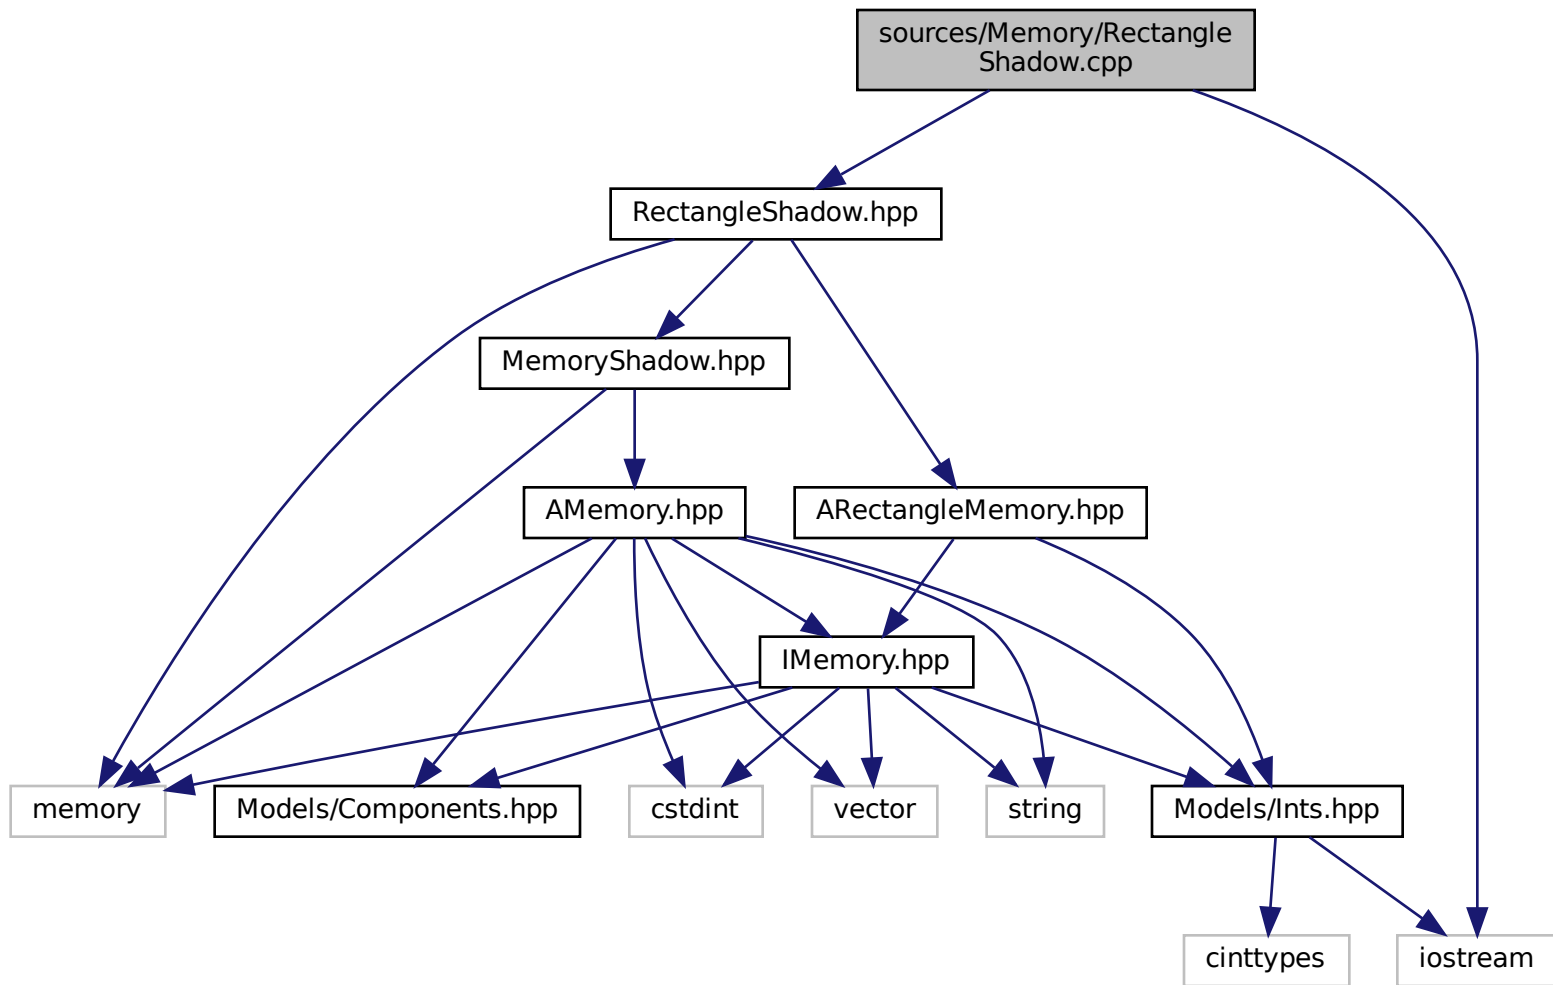 sources/Memory/Rectangle
Shadow.cpp
RectangleShadow.hpp
MemoryShadow.hpp
AMemory.hpp
ARectangleMemory.hpp
IMemory.hpp
memory
Models/Components.hpp
cstdint
vector
string
Models/Ints.hpp
cinttypes
iostream